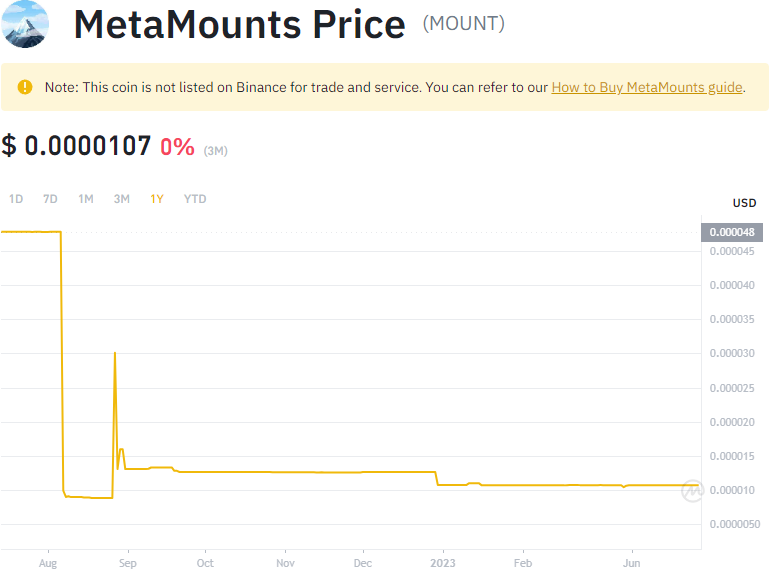 MetaMounts Price (MOUNT)
Note: This coin is not listed on Binance for trade and service. You can refer to our How to Buy MetaMounts guide.
$ 0.0000107 0% (3M)
1D 7D 1M 3M 1Y YTD
USD
0.000048
0.000045
0.000040
0.000035
0.000030
0.000025
0.000020
0.000015
0.000010
0.0000050
Aug Sep Oct Nov Dec 2023 Feb Jun